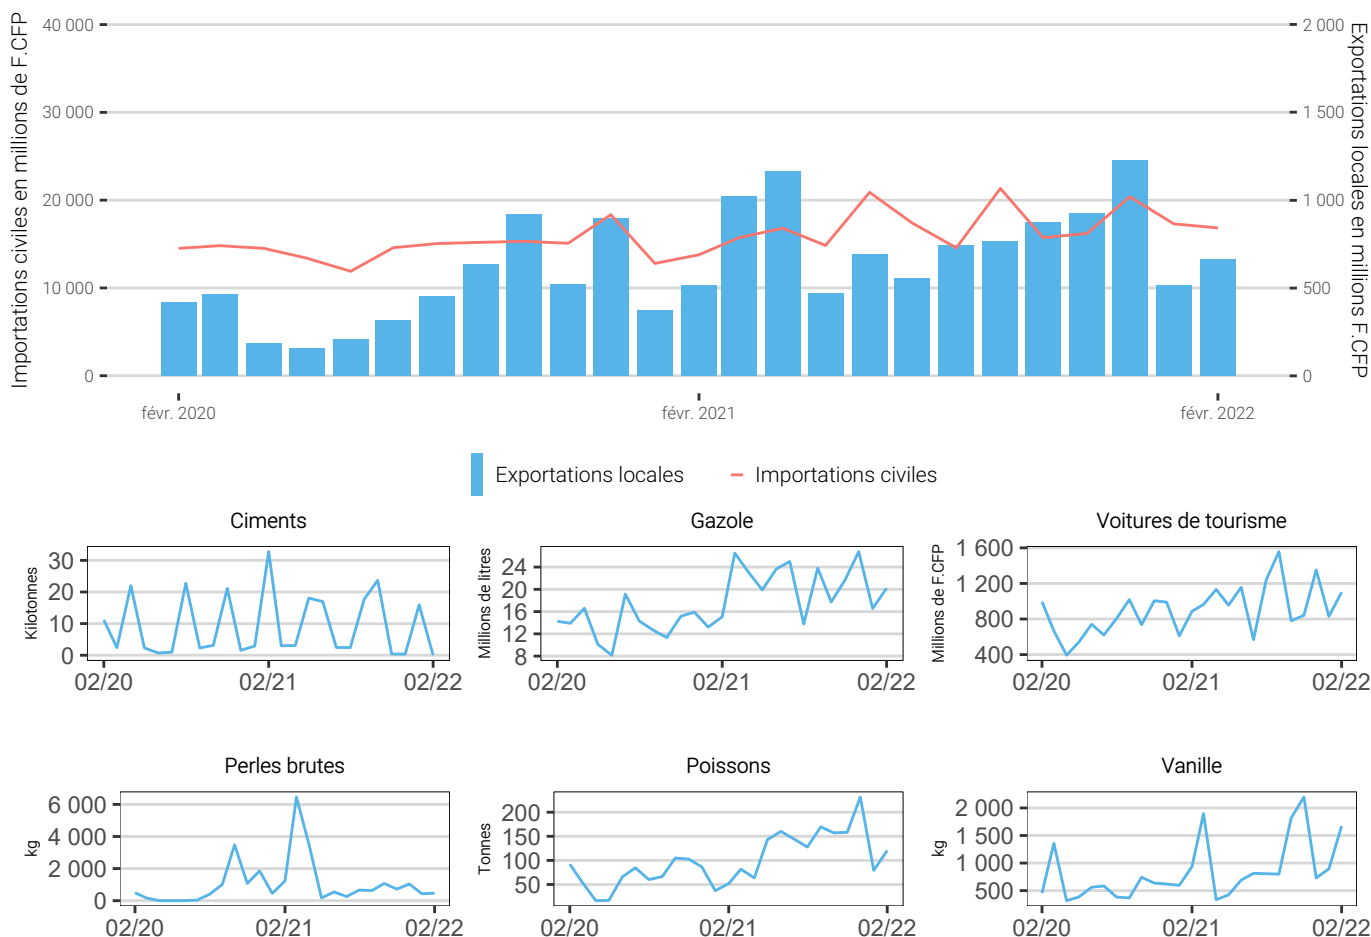 Importations civiles en millions de F.CFP
40 000
30 000
20 000
10 000
0
2 000
1 500
1 000
500
0
Exportations locales en millions F.CFP
févr. 2020
févr. 2021
févr. 2022
Exportations locales
Importations civiles
Ciments
Kilotonnes
30
20
10
0
02/20
02/21
02/22
Gazole
Millions de litres
24
20
16
12
8
02/20
02/21
02/22
Voitures de tourisme
Millions de F.CFP
1 600
1 200
800
400
02/20
02/21
02/22
Perles brutes
kg
6 000
4 000
2 000
0
02/20
02/21
02/22
Poissons
Tonnes
200
150
100
50
02/20
02/21
02/22
Vanille
kg
2 000
1 500
1 000
500
02/20
02/21
02/22